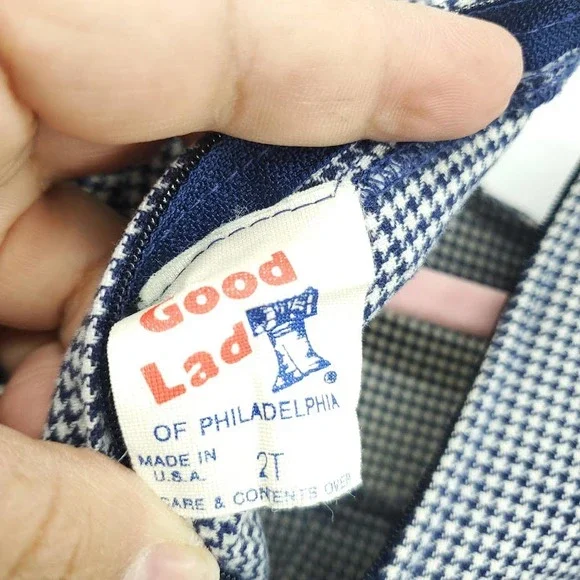 Good
Lad ®
OF PHILADELPHIA
MADE IN 2T
U.S.A.
CARE & CONTENTS OVER